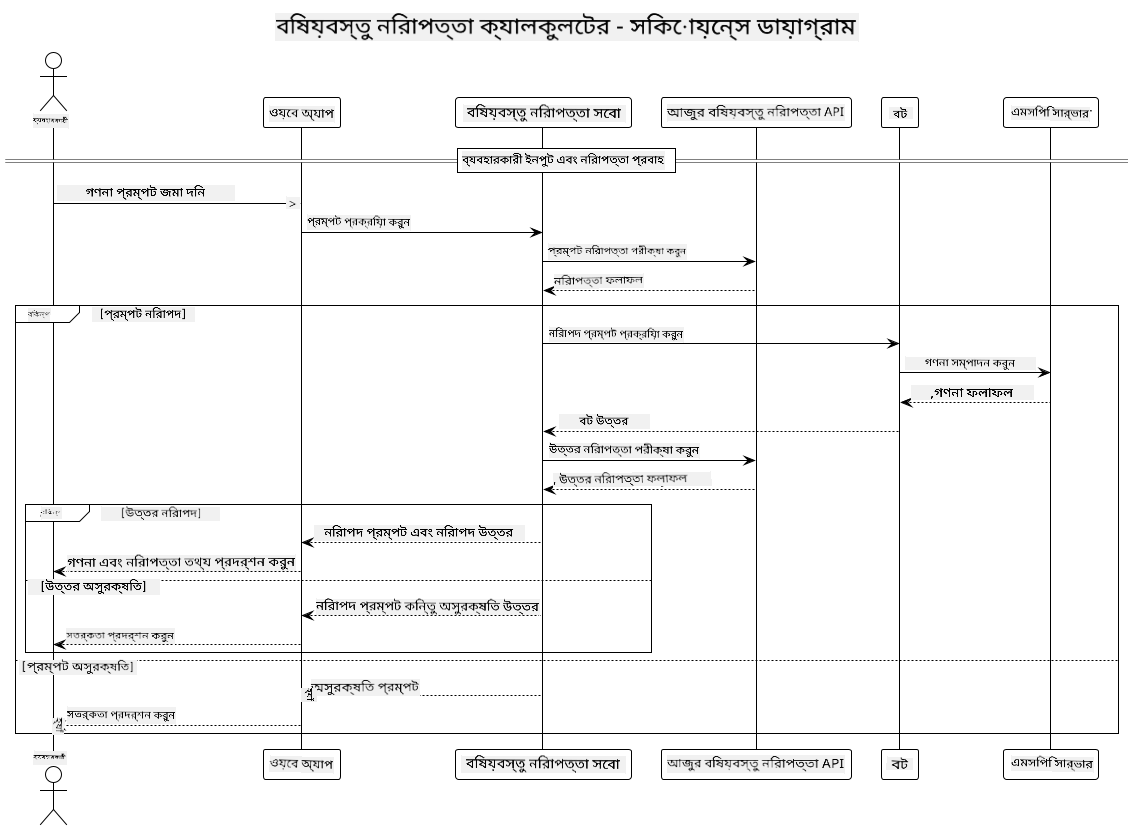 বিষয়বস্তু নিরাপত্তা ক্যালকুলেটর - সিকোয়েন্স ডায়াগ্রাম
ব্যবহারকারী
ওয়েব অ্যাপ
বিষয়বস্তু নিরাপত্তা সেবা
আজুর বিষয়বস্তু নিরাপত্তা API
বট
এমসিপি সার্ভার
ব্যবহারকারী ইনপুট এবং নিরাপত্তা প্রবাহ
গণনা প্রম্পট জমা দিন
>
প্রম্পট প্রক্রিয়া করুন
প্রম্পট নিরাপত্তা পরীক্ষা করুন
নিরাপত্তা ফলাফল
বিকল্প
[প্রম্পট নিরাপদ]
নিরাপদ প্রম্পট প্রক্রিয়া করুন
গণনা সম্পাদন করুন
গণনা ফলাফল
বট উত্তর
উত্তর নিরাপত্তা পরীক্ষা করুন
উত্তর নিরাপত্তা ফলাফল
[উত্তর নিরাপদ]
নিরাপদ প্রম্পট এবং নিরাপদ উত্তর
গণনা এবং নিরাপত্তা তথ্য প্রদর্শন করুন
[উত্তর অসুরক্ষিত]
নিরাপদ প্রম্পট কিন্তু অসুরক্ষিত উত্তর
সতর্কতা প্রদর্শন করুন
[প্রম্পট অসুরক্ষিত]
অসুরক্ষিত প্রম্পট
সতর্কতা প্রদর্শন করুন
ব্যবহারকারী
ওয়েব অ্যাপ
বিষয়বস্তু নিরাপত্তা সেবা
আজুর বিষয়বস্তু নিরাপত্তা API
বট
এমসিপি সার্ভার